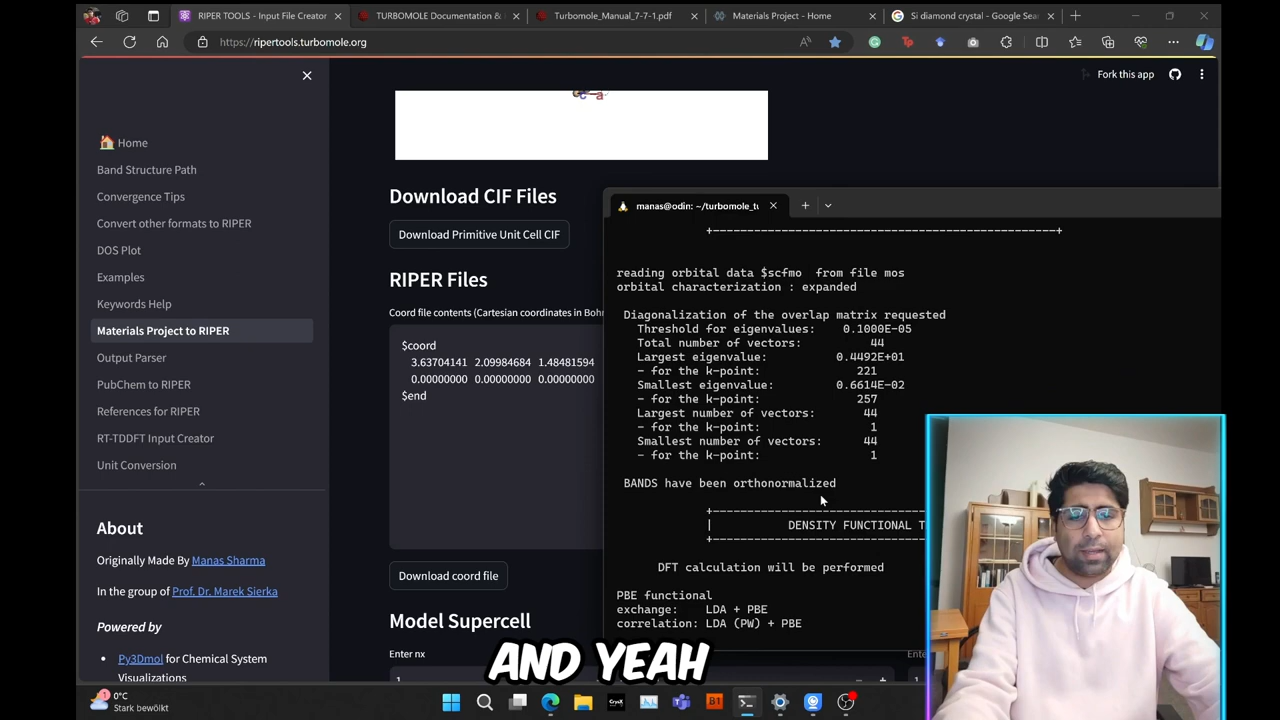 RIPER TOOLS - Input File Creator
TURBOMOLE Documentation &
Turbomole_Manual_7-7-1.pdf
Materials Project - Home
Si diamond crystal - Google Sea
https://ripertools.turbomole.org
Fork this app
Home
Band Structure Path
Convergence Tips
Convert other formats to RIPER
DOS Plot
Examples
Keywords Help
Materials Project to RIPER
Output Parser
PubChem to RIPER
References for RIPER
RT-TDDFT Input Creator
Unit Conversion
About
Originally Made By Manas Sharma
In the group of Prof. Dr. Marek Sierka
Powered by
• Py3Dmol for Chemical System
Visualizations
Download CIF Files
Download Primitive Unit Cell CIF
RIPER Files
Coord file contents (Cartesian coordinates in Bohr
$coord
3.63704141 2.09984684 1.48481594
0.00000000 0.00000000 0.00000000
$end
Download coord file
Model Supercell
Enter nx
1
manas@odin: ~/turbomole_tu
+-------------------------------------------------+
reading orbital data $scfmo from file mos
orbital characterization : expanded
Diagonalization of the overlap matrix requested
Threshold for eigenvalues: 0.1000E-05
Total number of vectors: 44
Largest eigenvalue: 0.4492E+01
- for the k-point: 221
Smallest eigenvalue: 0.6614E-02
- for the k-point: 257
Largest number of vectors: 44
- for the k-point: 1
Smallest number of vectors: 44
- for the k-point: 1
BANDS have been orthonormalized
+------------------------------
| DENSITY FUNCTIONAL T
+------------------------------
DFT calculation will be performed
PBE functional
exchange: LDA + PBE
correlation: LDA (PW) + PBE
AND YEAH
0°C
Stark bewölkt